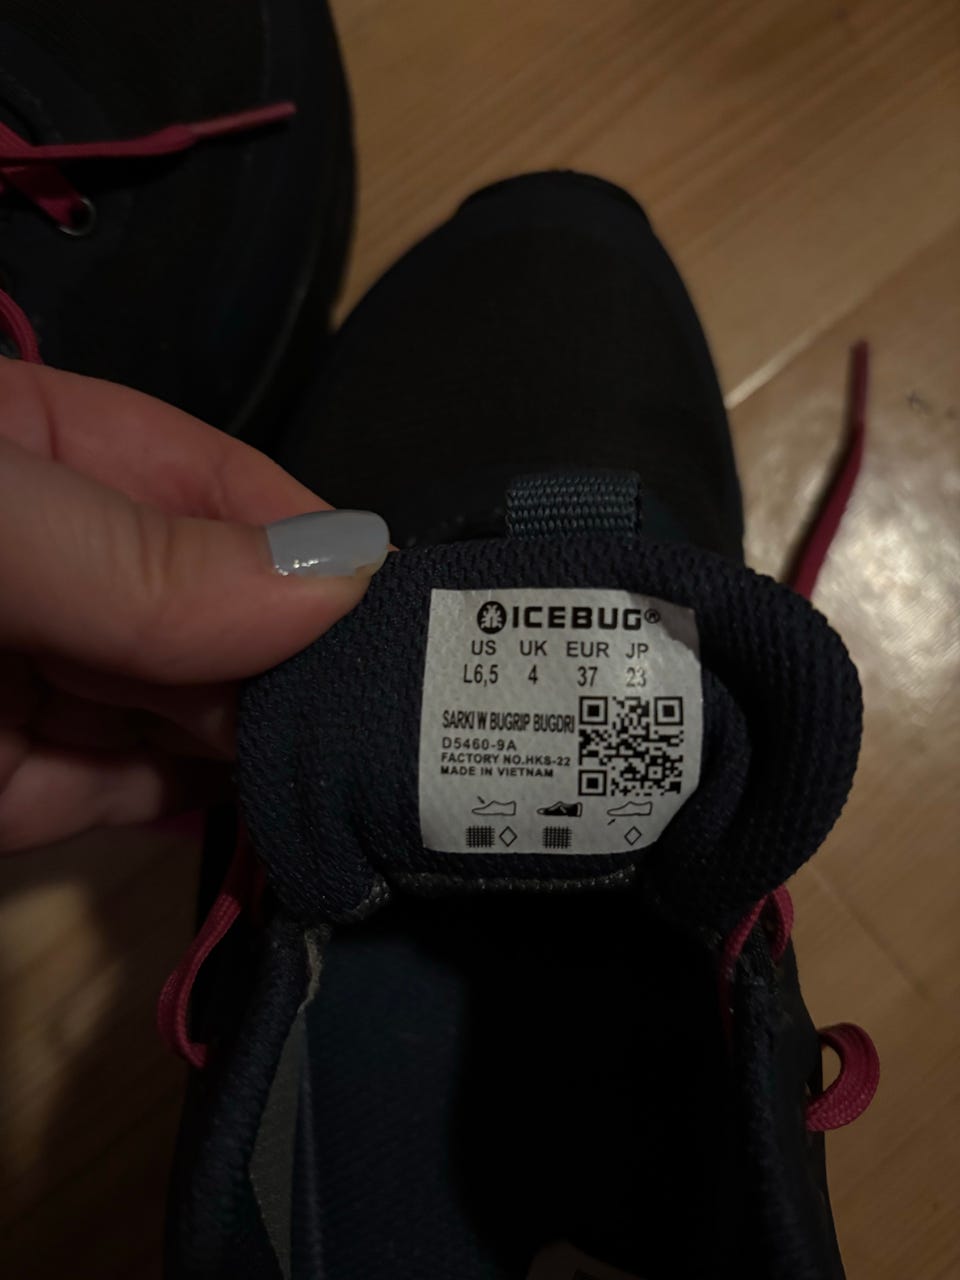 ICEBUG®
US UK EUR JP
L6,5 4 37 23
SARKI W BUGRIP BUGDRI
D5460-9A
FACTORY NO.HKS-22
MADE IN VIETNAM